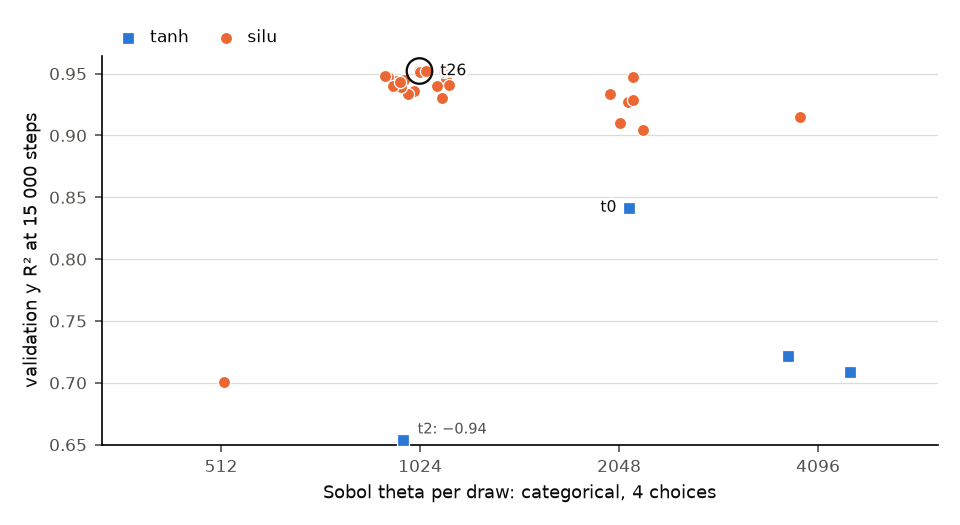 tanh silu
0.95
0.90
0.85
0.80
0.75
0.70
0.65
validation y R² at 15 000 steps
t26
t0
t2: −0.94
512 1024 2048 4096
Sobol theta per draw: categorical, 4 choices